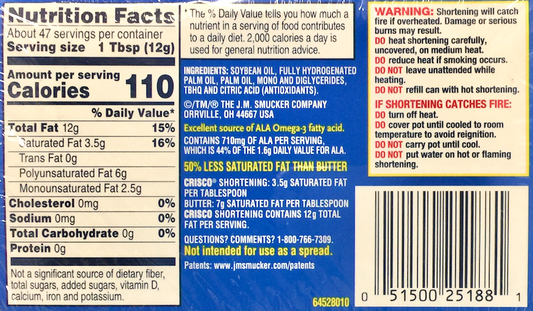 Nutrition Facts
About 47 servings per container
Serving size 1 Tbsp (12g)
Amount per serving
Calories 110
% Daily Value*
Total Fat 12g 15%
Saturated Fat 3.5g 16%
Trans Fat 0g
Polyunsaturated Fat 6g
Monounsaturated Fat 2.5g
Cholesterol 0mg 0%
Sodium 0mg 0%
Total Carbohydrate 0g 0%
Protein 0g
Not a significant source of dietary fiber,
total sugars, added sugars, vitamin D,
calcium, iron and potassium.
* The % Daily Value tells you how much a
nutrient in a serving of food contributes
to a daily diet. 2,000 calories a day is
used for general nutrition advice.
INGREDIENTS: SOYBEAN OIL, FULLY HYDROGENATED
PALM OIL, PALM OIL, MONO AND DIGLYCERIDES,
TBHQ AND CITRIC ACID (ANTIOXIDANTS).
©/TM/® THE J.M. SMUCKER COMPANY
ORRVILLE, OH 44667 USA
Excellent source of ALA Omega-3 fatty acid.
CONTAINS 710mg OF ALA PER SERVING,
WHICH IS 44% OF THE 1.6g DAILY VALUE FOR ALA.
50% LESS SATURATED FAT THAN BUTTER
CRISCO® SHORTENING: 3.5g SATURATED FAT
PER TABLESPOON
BUTTER: 7g SATURATED FAT PER TABLESPOON
CRISCO SHORTENING CONTAINS 12g TOTAL
FAT PER SERVING.
QUESTIONS? COMMENTS? 1-800-766-7309.
Not intended for use as a spread.
Patents: www.jmsmucker.com/patents
64528010
WARNING: Shortening will catch
fire if overheated. Damage or serious
burns may result.
DO heat shortening carefully,
uncovered, on medium heat.
DO reduce heat if smoking occurs.
DO NOT leave unattended while
heating.
DO NOT refill can with hot shortening.
IF SHORTENING CATCHES FIRE:
DO turn off heat.
DO cover pot until cooled to room
temperature to avoid reignition.
DO NOT carry pot until cool.
DO NOT put water on hot or flaming
shortening.
0 51500 25188 1